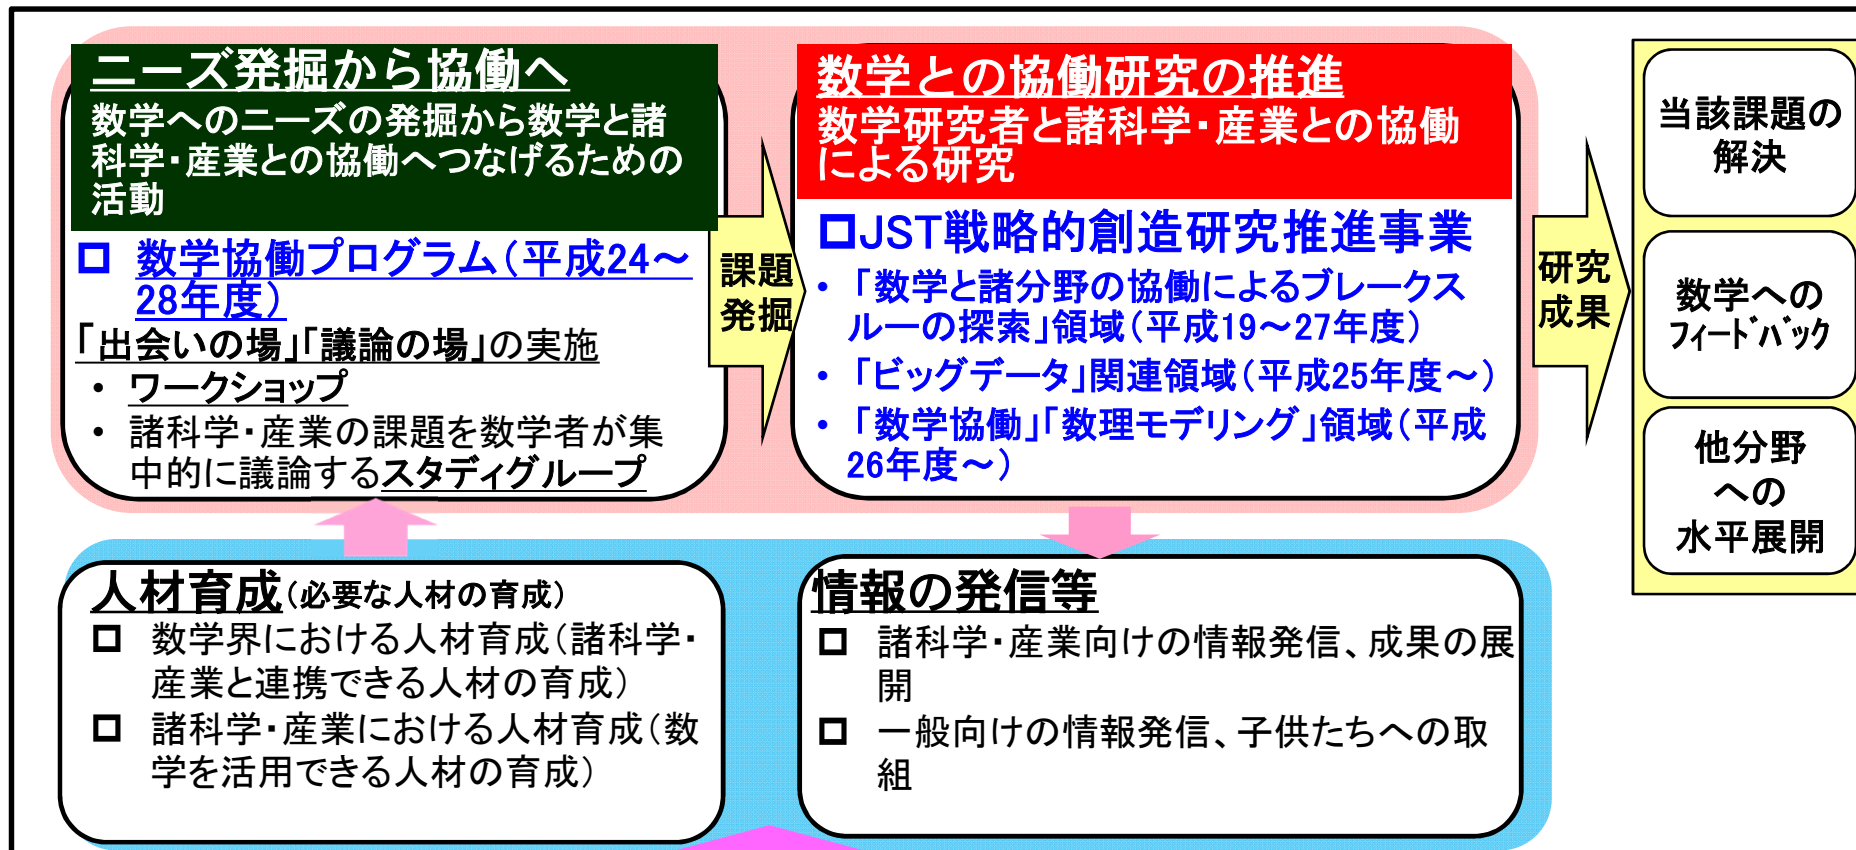 ニーズ発掘から協働へ
数学へのニーズの発掘から数学と諸
科学・産業との協働へつなげるための
活動
□ 数学協働プログラム（平成24～
28年度）
「出会いの場」「議論の場」の実施
• ワークショップ
• 諸科学・産業の課題を数学者が集
中的に議論するスタディグループ
課題
発掘
数学との協働研究の推進
数学研究者と諸科学・産業との協働
による研究
□JST戦略的創造研究推進事業
• 「数学と諸分野の協働によるブレークス
ルーの探索」領域（平成19～27年度）
• 「ビッグデータ」関連領域（平成25年度～）
• 「数学協働」「数理モデリング」領域（平成
26年度～）
研究
成果
当該課題の
解決
数学への
フィードバック
他分野
への
水平展開
人材育成（必要な人材の育成）
□ 数学界における人材育成（諸科学・
産業と連携できる人材の育成）
□ 諸科学・産業における人材育成（数
学を活用できる人材の育成）
情報の発信等
□ 諸科学・産業向けの情報発信、成果の展
開
□ 一般向けの情報発信、子供たちへの取
組